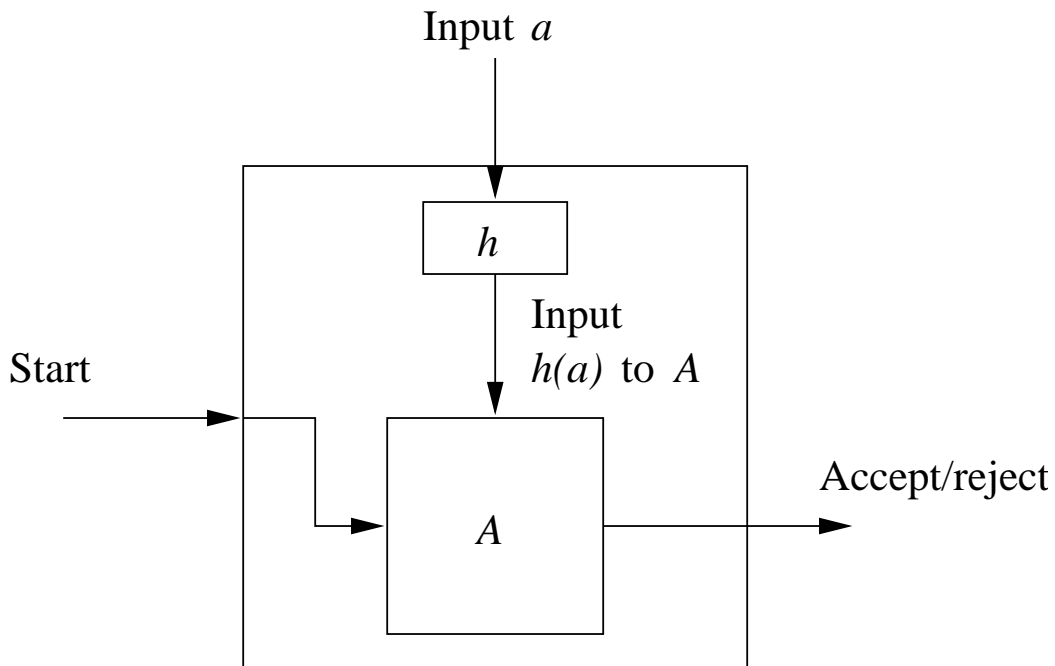 Input a
h
Input
h(a) to A
Start
Accept/reject
A